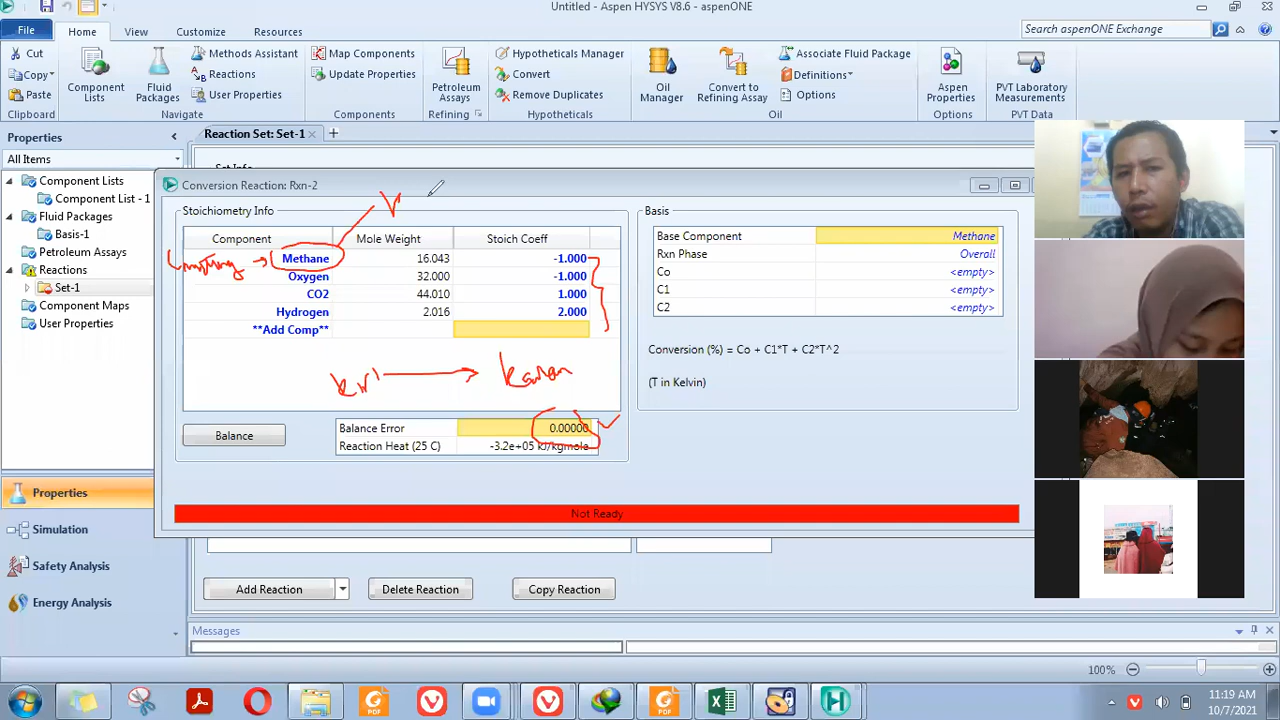 Untitled - Aspen HYSYS V8.6 - aspenONE
File
Home
View
Customize
Resources
Search aspenONE Exchange
Cut
Copy
Paste
Clipboard
Component Lists
Fluid Packages
Methods Assistant
Reactions
User Properties
Navigate
Map Components
Update Properties
Components
Petroleum Assays
Refining
Hypotheticals Manager
Convert
Remove Duplicates
Hypotheticals
Oil Manager
Convert to Refining Assay
Associate Fluid Package
Definitions
Options
Oil
Aspen Properties
Options
PVT Laboratory Measurements
PVT Data
Properties
All Items
Component Lists
Component List - 1
Fluid Packages
Basis-1
Petroleum Assays
Reactions
Set-1
Component Maps
User Properties
Properties
Simulation
Safety Analysis
Energy Analysis
Reaction Set: Set-1
Set Info
Conversion Reaction: Rxn-2
Stoichiometry Info
Component Mole Weight Stoich Coeff
Methane 16.043 -1.000
Oxygen 32.000 -1.000
CO2 44.010 1.000
Hydrogen 2.016 2.000
**Add Comp**
kiri
kanan
Balance
Balance Error 0.00000
Reaction Heat (25 C) -3.2e+05 kJ/kgmole
Basis
Base Component Methane
Rxn Phase Overall
Co <empty>
C1 <empty>
C2 <empty>
Conversion (%) = Co + C1*T + C2*T^2
(T in Kelvin)
Not Ready
Add Reaction
Delete Reaction
Copy Reaction
Messages
100%
11:19 AM
10/7/2021